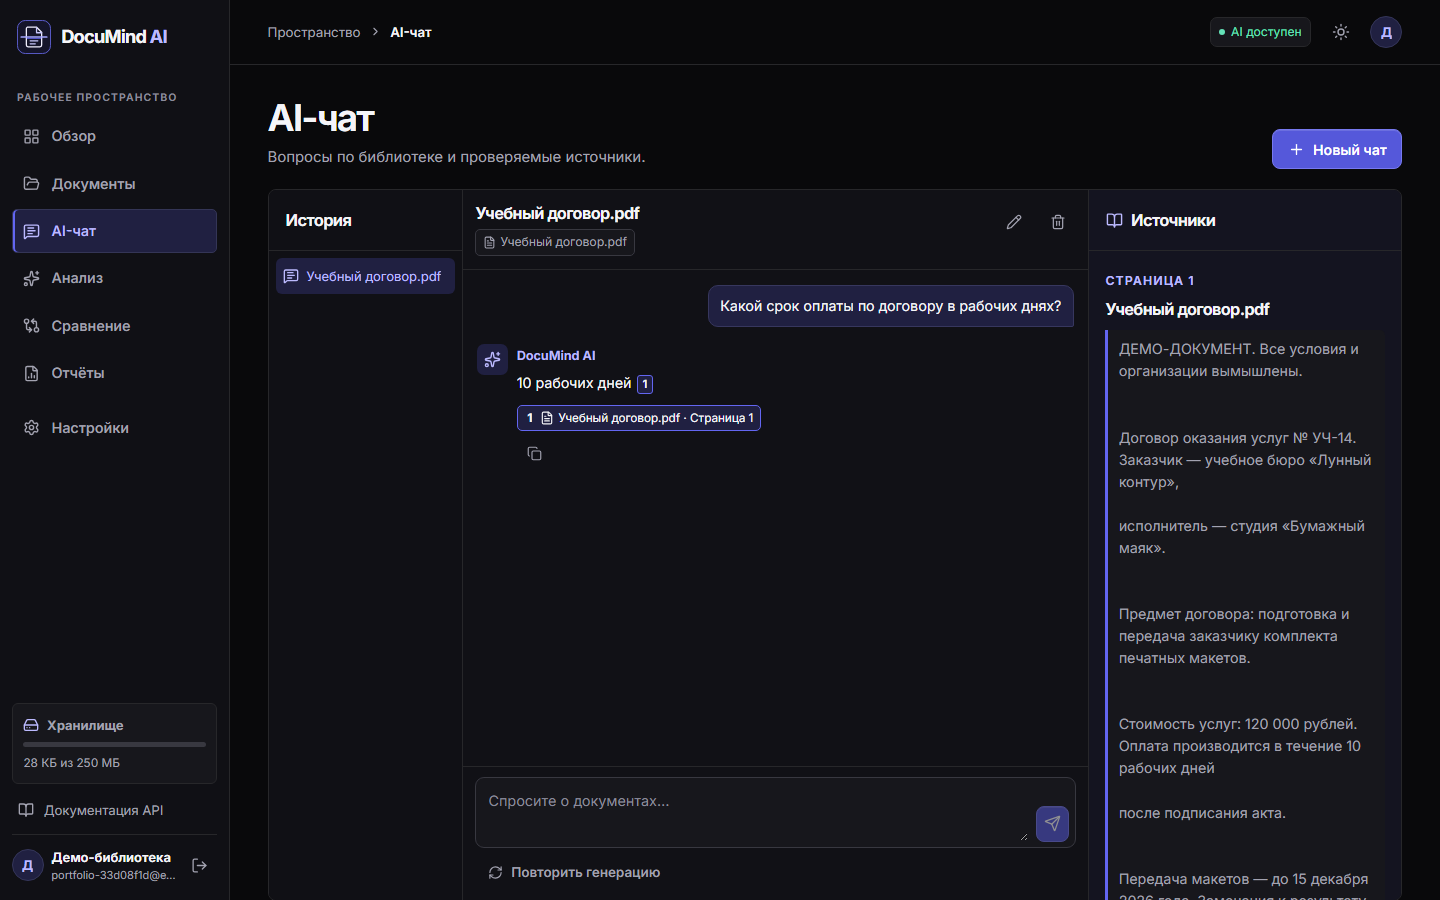 DocuMind AI
РАБОЧЕЕ ПРОСТРАНСТВО
Обзор
Документы
AI-чат
Анализ
Сравнение
Отчёты
Настройки
Хранилище
28 КБ из 250 МБ
Документация API
Д
Демо-библиотека
portfolio-33d08f1d@e...
Пространство
AI-чат
AI доступен
Д
AI-чат
Вопросы по библиотеке и проверяемые источники.
Новый чат
История
Учебный договор.pdf
Учебный договор.pdf
Учебный договор.pdf
Какой срок оплаты по договору в рабочих днях?
DocuMind AI
10 рабочих дней 1
1 Учебный договор.pdf · Страница 1
Спросите о документах...
Повторить генерацию
Источники
СТРАНИЦА 1
Учебный договор.pdf
ДЕМО-ДОКУМЕНТ. Все условия и
организации вымышлены.
Договор оказания услуг № УЧ-14.
Заказчик — учебное бюро «Лунный
контур»,
исполнитель — студия «Бумажный
маяк».
Предмет договора: подготовка и
передача заказчику комплекта
печатных макетов.
Стоимость услуг: 120 000 рублей.
Оплата производится в течение 10
рабочих дней
после подписания акта.
Передача макетов — до 15 декабря
2026 года. Замечания к результату